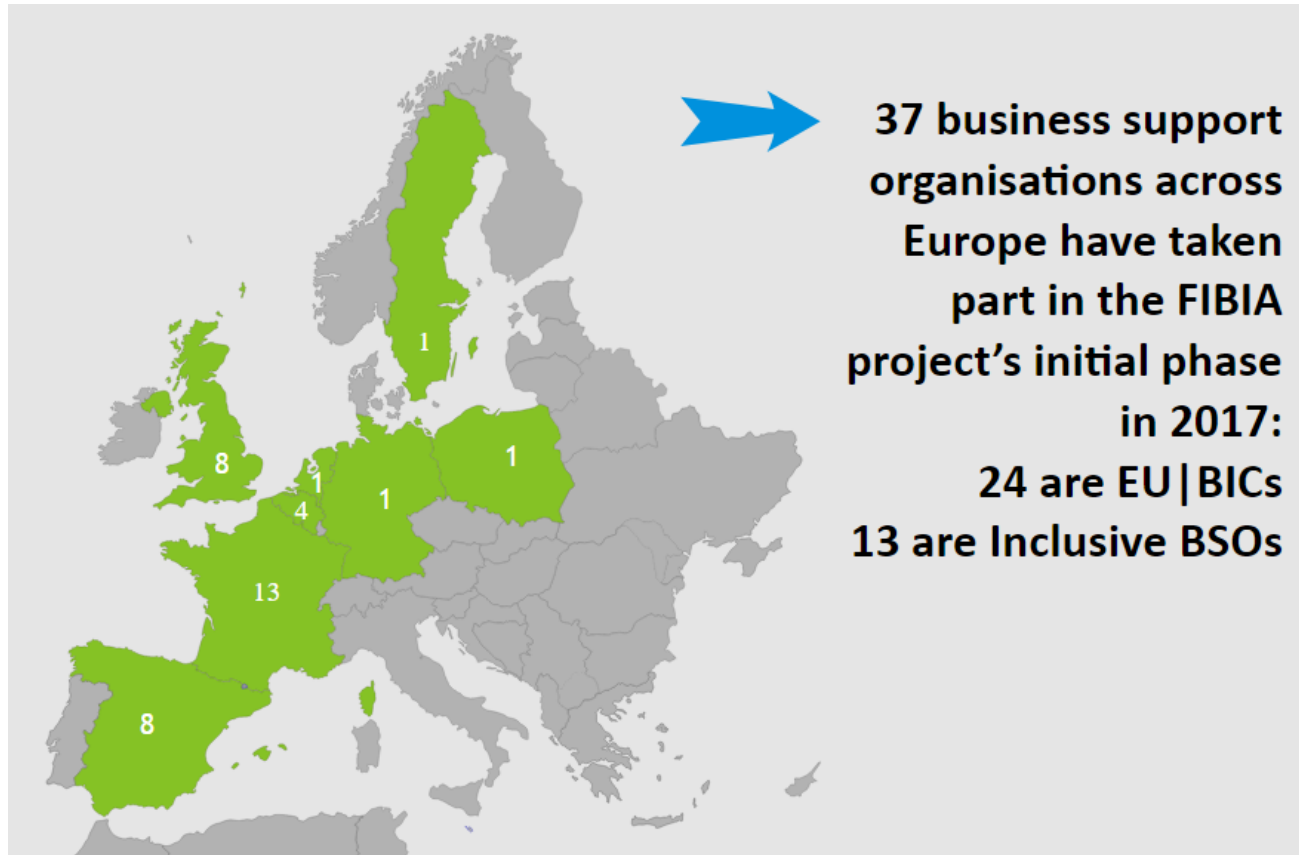 37 business support
organisations across
Europe have taken
part in the FIBIA
project's initial phase
in 2017:
24 are EU|BICs
13 are Inclusive BSOs
1
8
1
1
4
1
13
8